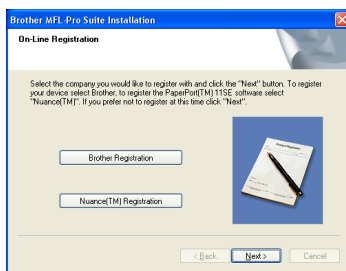 Brother MFL-Pro Suite Installation
On-Line Registration
Select the company you would like to register with and click the "Next" button. To register
your device select Brother, to register the PaperPort(TM) 11SE software select
"Nuance(TM)". If you prefer not to register at this time click "Next".
Product Registration
Brother Registration
Nuance(TM) Registration
< Back
Next >
Cancel